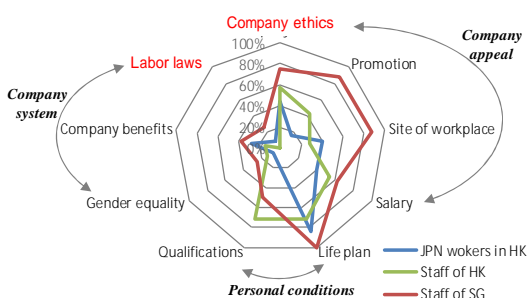 Company ethics
100%
80%
60%
40%
20%
Labor laws
Promotion
Company
appeal
Company
system
Company benefits
Site of workplace
Gender equality
Salary
Qualifications
Life plan
Personal conditions
JPN wokers in HK
Staff of HK
Staff of SG